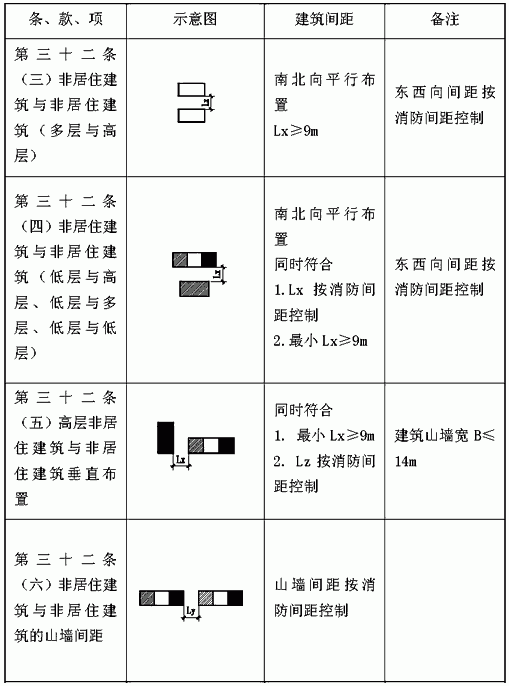 条、款、项
示意图
建筑间距
备注
第三十二条
（三）非居住建
筑与非居住建
筑（多层与高
层）
Lx
南北向平行布
置
Lx≥9m
东西向间距按
消防间距控制
第三十二条
（四）非居住建
筑与非居住建
筑（低层与高
层、低层与多
层、低层与低
层）
Lx
南北向平行布
置
同时符合
1.Lx 按消防间
距控制
2.最小 Lx≥9m
东西向间距按
消防间距控制
第三十二条
（五）高层非居
住建筑与非居
住建筑垂直布
置
Lx
同时符合
1. 最小 Lx≥9m
2. Lz 按消防间
距控制
建筑山墙宽 B≤
14m
第三十二条
（六）非居住建
筑与非居住建
筑的山墙间距
Ly
山墙间距按消
防间距控制